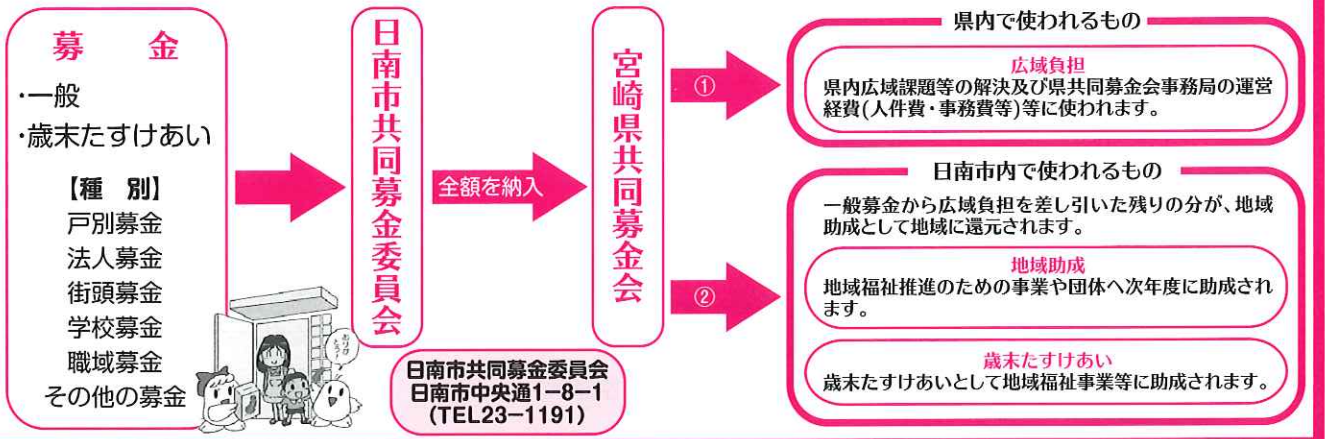 募　金
・一般
・歳末たすけあい
【種　別】
戸別募金
法人募金
街頭募金
学校募金
職域募金
その他の募金
ありがとう！
日南市共同募金委員会
全額を納入
日南市共同募金委員会
日南市中央通1−8−1
（TEL23−1191）
宮崎県共同募金会
①
県内で使われるもの
広域負担
県内広域課題等の解決及び県共同募金会事務局の運営
経費(人件費・事務費等)等に使われます。
②
日南市内で使われるもの
一般募金から広域負担を差し引いた残りの分が、地域
助成として地域に還元されます。
地域助成
地域福祉推進のための事業や団体へ次年度に助成され
ます。
歳末たすけあい
歳末たすけあいとして地域福祉事業等に助成されます。